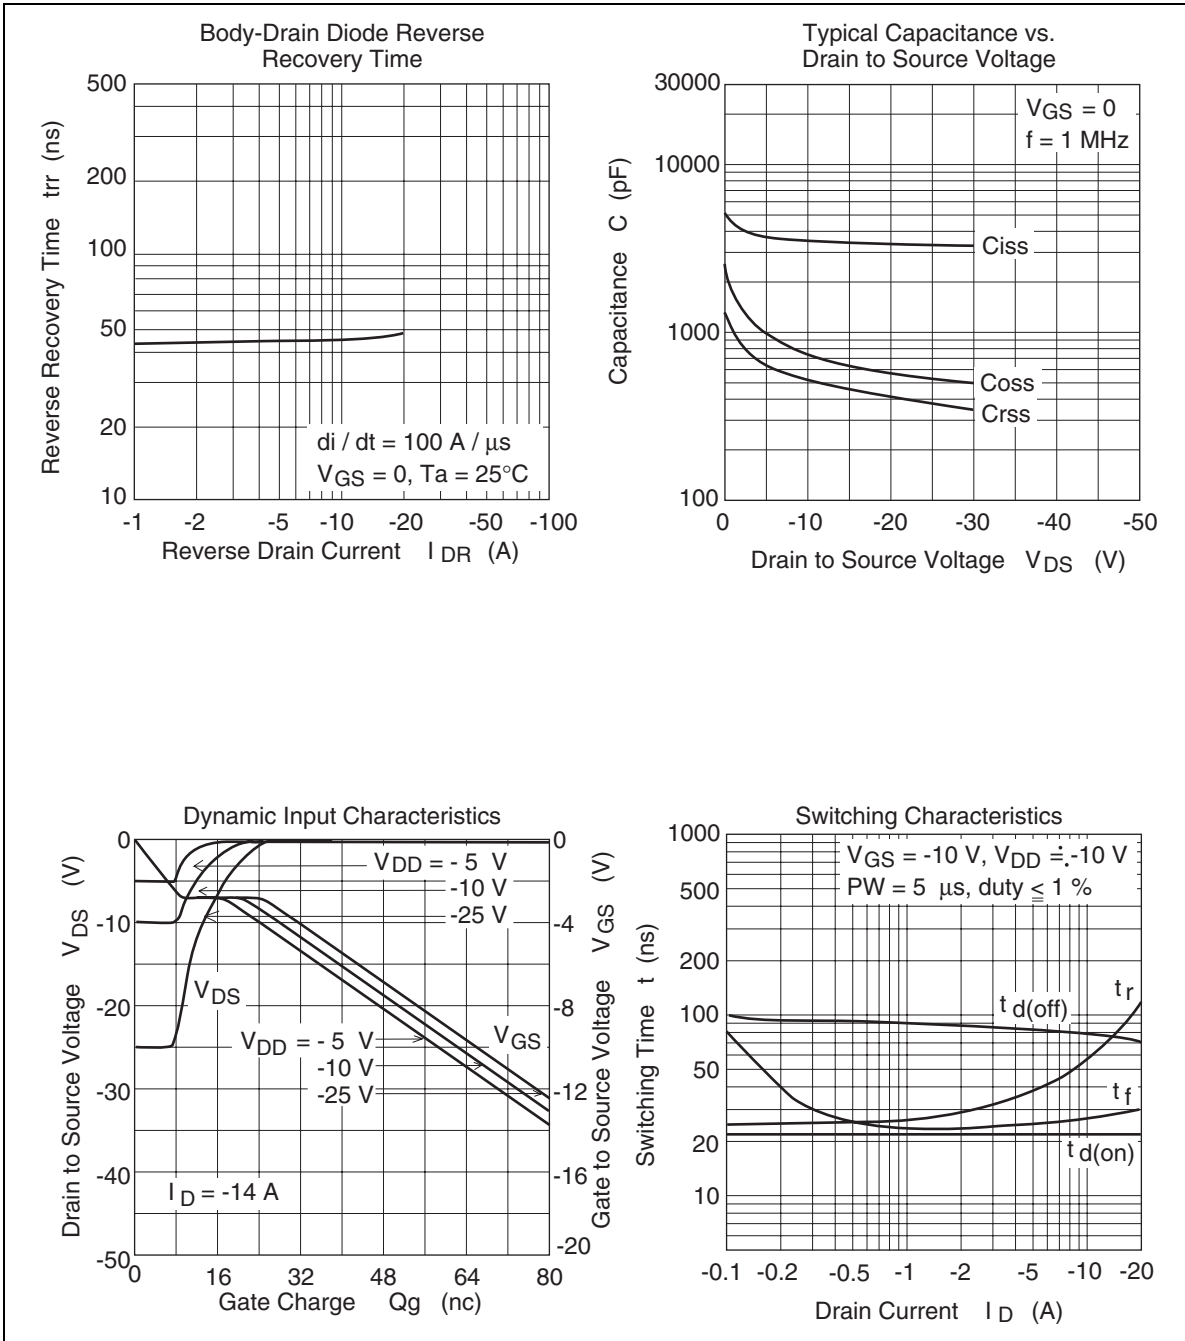 Body-Drain Diode Reverse
Recovery Time
500
200
100
50
20
10
Reverse Recovery Time trr (ns)
di / dt = 100 A / μs
VGS = 0, Ta = 25°C
-1 -2 -5 -10 -20 -50 -100
Reverse Drain Current IDR (A)
Typical Capacitance vs.
Drain to Source Voltage
30000
10000
1000
100
Capacitance C (pF)
VGS = 0
f = 1 MHz
Ciss
Coss
Crss
0 -10 -20 -30 -40 -50
Drain to Source Voltage VDS (V)
Dynamic Input Characteristics
0
-10
-20
-30
-40
-50
Drain to Source Voltage VDS (V)
VDD = - 5 V
-10 V
-25 V
VDS
VDD = - 5 V
-10 V
-25 V
VGS
ID = -14 A
0
-4
-8
-12
-16
-20
Gate to Source Voltage VGS (V)
0 16 32 48 64 80
Gate Charge Qg (nc)
Switching Characteristics
1000
500
200
100
50
20
10
Switching Time t (ns)
VGS = -10 V, VDD ≒ -10 V
PW = 5 μs, duty ≦ 1 %
tr
td(off)
tf
td(on)
-0.1 -0.2 -0.5 -1 -2 -5 -10 -20
Drain Current ID (A)